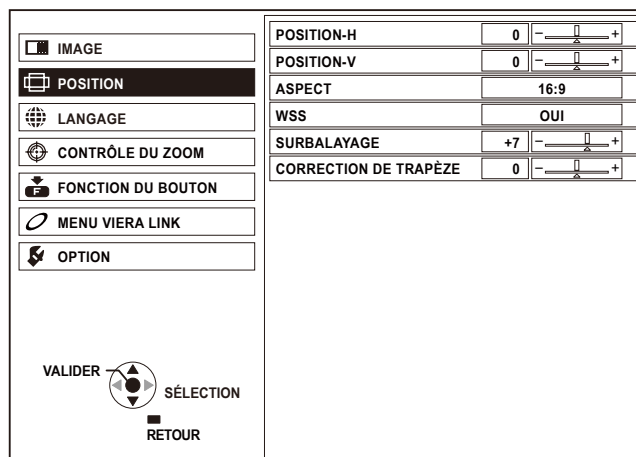 IMAGE
POSITION
LANGAGE
CONTRÔLE DU ZOOM
F FONCTION DU BOUTON
MENU VIERA LINK
OPTION
VALIDER
SÉLECTION
RETOUR
POSITION-H 0 - +
POSITION-V 0 - +
ASPECT 16:9
WSS OUI
SURBALAYAGE +7 - +
CORRECTION DE TRAPÈZE 0 - +